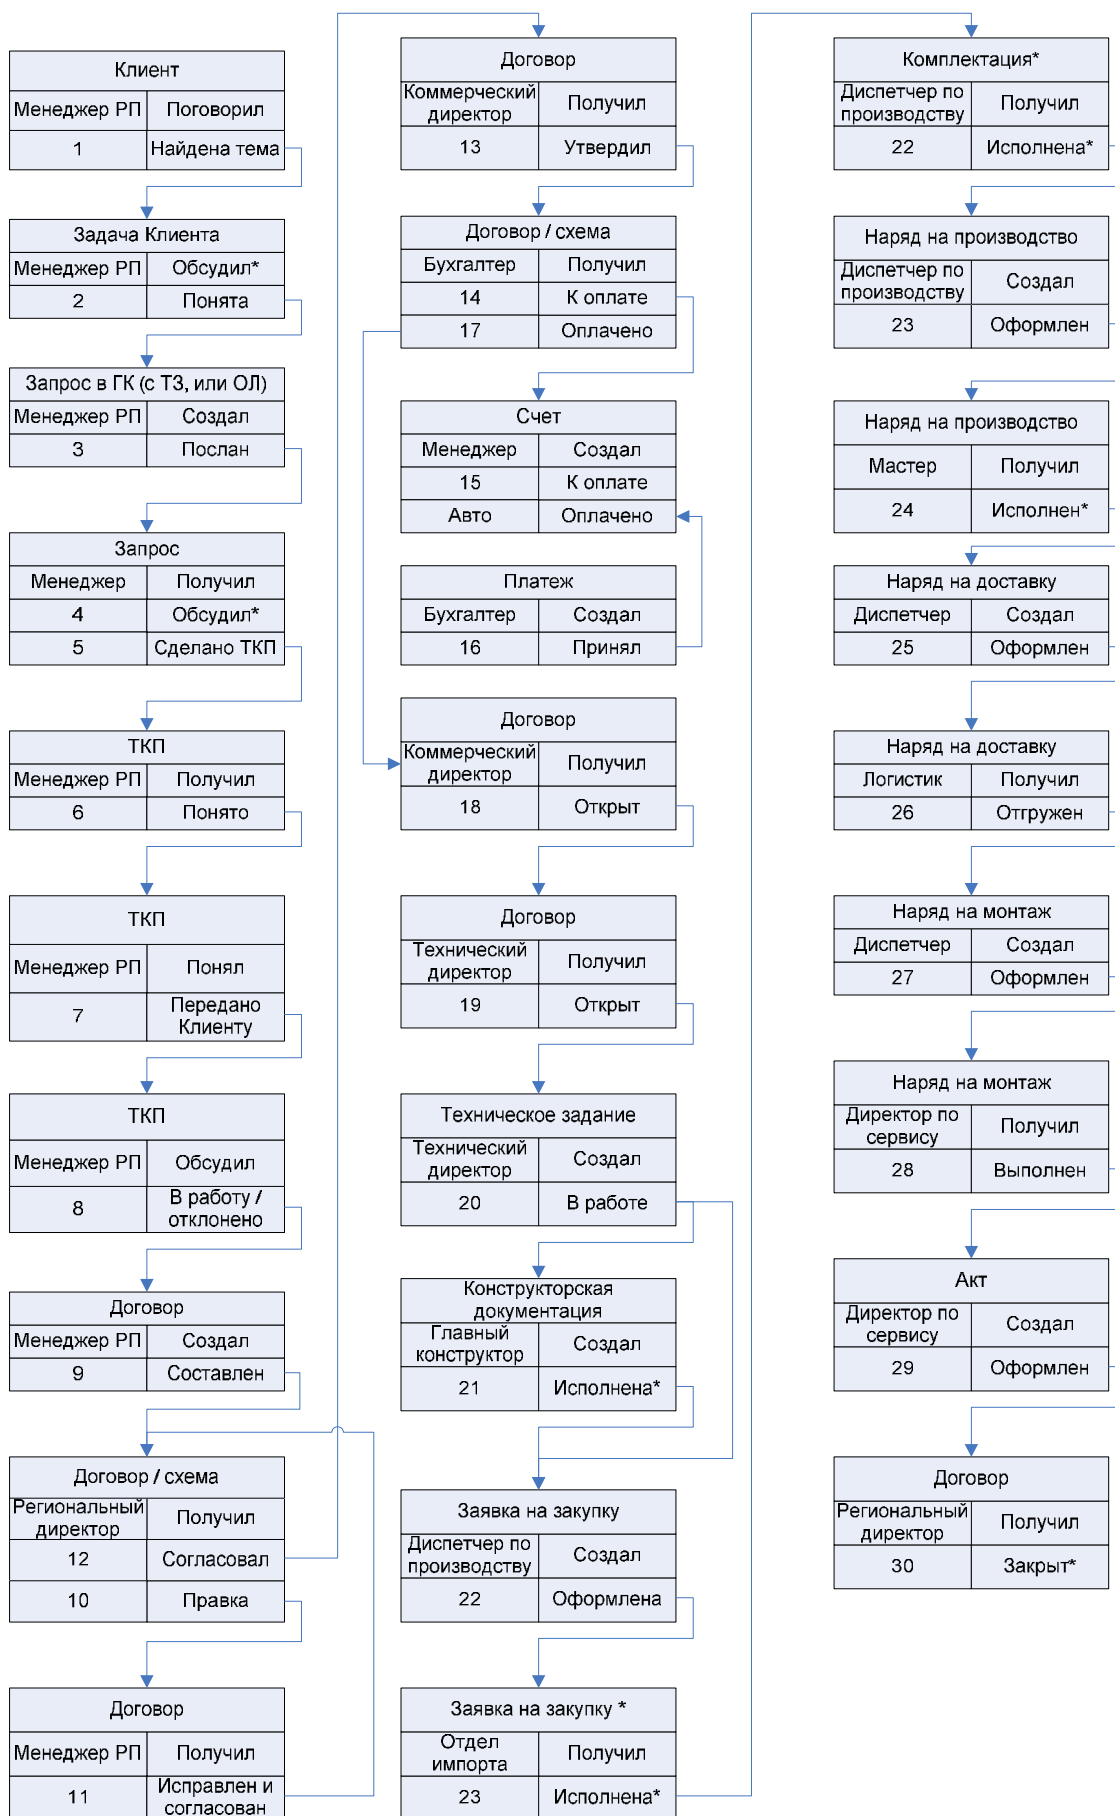 Клиент
Менеджер РП
Поговорил
1
Найдена тема
Задача Клиента
Менеджер РП
Обсудил*
2
Понята
Запрос в ГК (с ТЗ, или ОЛ)
Менеджер РП
Создал
3
Послан
Запрос
Менеджер
Получил
4
Обсудил*
5
Сделано ТКП
ТКП
Менеджер РП
Получил
6
Понято
ТКП
Менеджер РП
Понял
7
Передано
Клиенту
ТКП
Менеджер РП
Обсудил
8
В работу /
отклонено
Договор
Менеджер РП
Создал
9
Составлен
Договор / схема
Региональный
директор
Получил
12
Согласовал
10
Правка
Договор
Менеджер РП
Получил
11
Исправлен и
согласован
Договор
Коммерческий
директор
Получил
13
Утвердил
Договор / схема
Бухгалтер
Получил
14
К оплате
17
Оплачено
Счет
Менеджер
Создал
15
К оплате
Авто
Оплачено
Платеж
Бухгалтер
Создал
16
Принял
Договор
Коммерческий
директор
Получил
18
Открыт
Договор
Технический
директор
Получил
19
Открыт
Техническое задание
Технический
директор
Создал
20
В работе
Конструкторская
документация
Главный
конструктор
Создал
21
Исполнена*
Заявка на закупку
Диспетчер по
производству
Создал
22
Оформлена
Заявка на закупку *
Отдел
импорта
Получил
23
Исполнена*
Комплектация*
Диспетчер по
производству
Получил
22
Исполнена*
Наряд на производство
Диспетчер по
производству
Создал
23
Оформлен
Наряд на производство
Мастер
Получил
24
Исполнен*
Наряд на доставку
Диспетчер
Создал
25
Оформлен
Наряд на доставку
Логистик
Получил
26
Отгружен
Наряд на монтаж
Диспетчер
Создал
27
Оформлен
Наряд на монтаж
Директор по
сервису
Получил
28
Выполнен
Акт
Директор по
сервису
Создал
29
Оформлен
Договор
Региональный
директор
Получил
30
Закрыт*